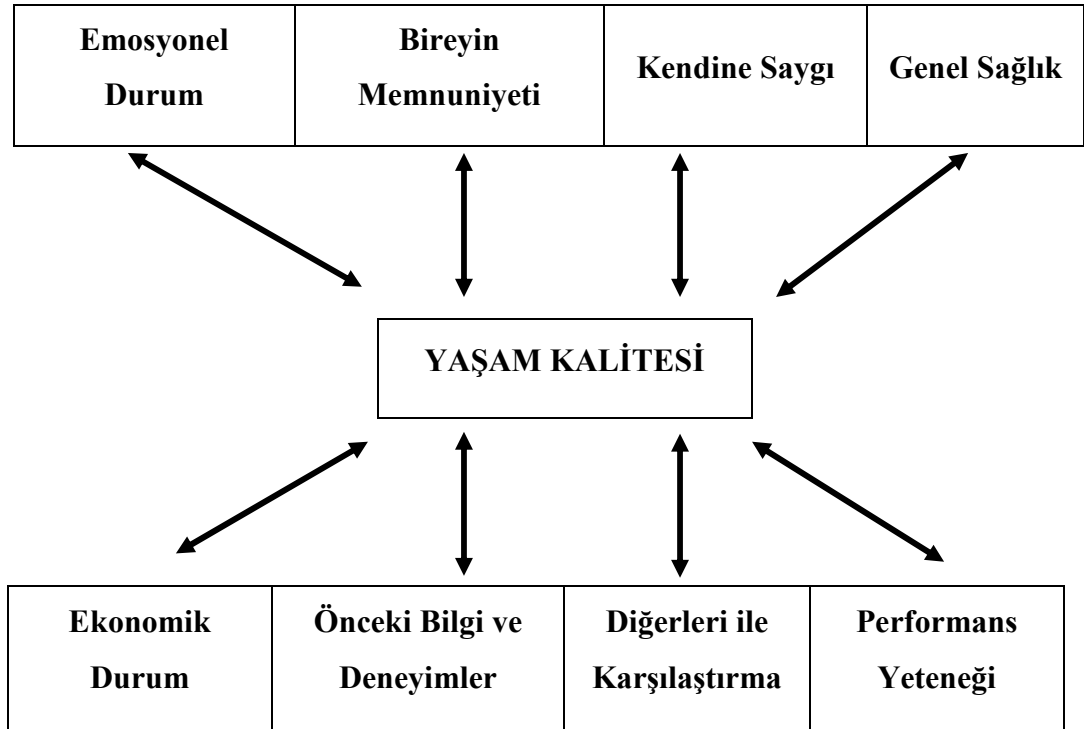 Emosyonel
Durum
Bireyin
Memnuniyeti
Kendine Saygı
Genel Sağlık
YAŞAM KALİTESİ
Ekonomik
Durum
Önceki Bilgi ve
Deneyimler
Diğerleri ile
Karşılaştırma
Performans
Yeteneği